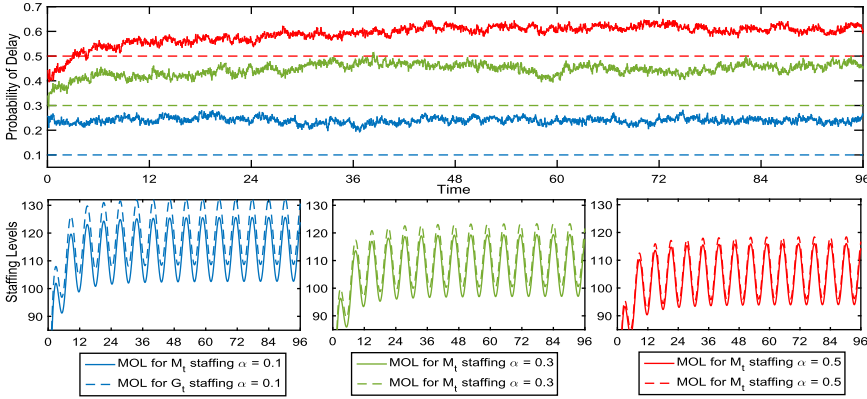 0.7
0.6
0.5
0.4
0.3
0.2
0.1
Probability of Delay
0 12 24 36 48 60 72 84 96
Time
130
120
110
100
90
Staffing Levels
0 12 24 36 48 60 72 84 96
130
120
110
100
90
0 12 24 36 48 60 72 84 96
130
120
110
100
90
0 12 24 36 48 60 72 84 96
MOL for Mt staffing α = 0.1
MOL for Gt staffing α = 0.1
MOL for Mt staffing α = 0.3
MOL for Mt staffing α = 0.3
MOL for Mt staffing α = 0.5
MOL for Mt staffing α = 0.5